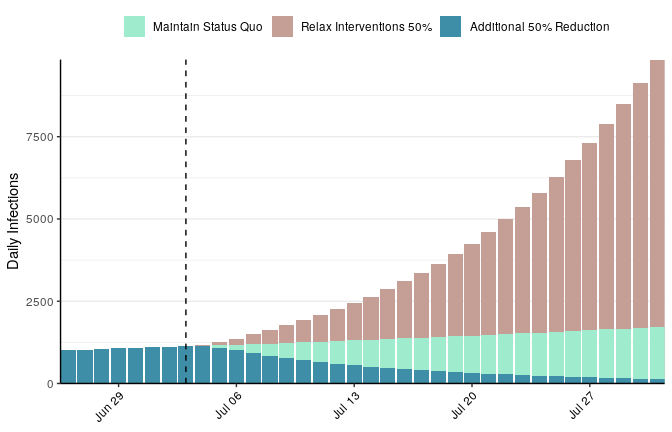 Maintain Status Quo Relax Interventions 50% Additional 50% Reduction
Daily Infections
7500
5000
2500
0
Jun 29 Jul 06 Jul 13 Jul 20 Jul 27